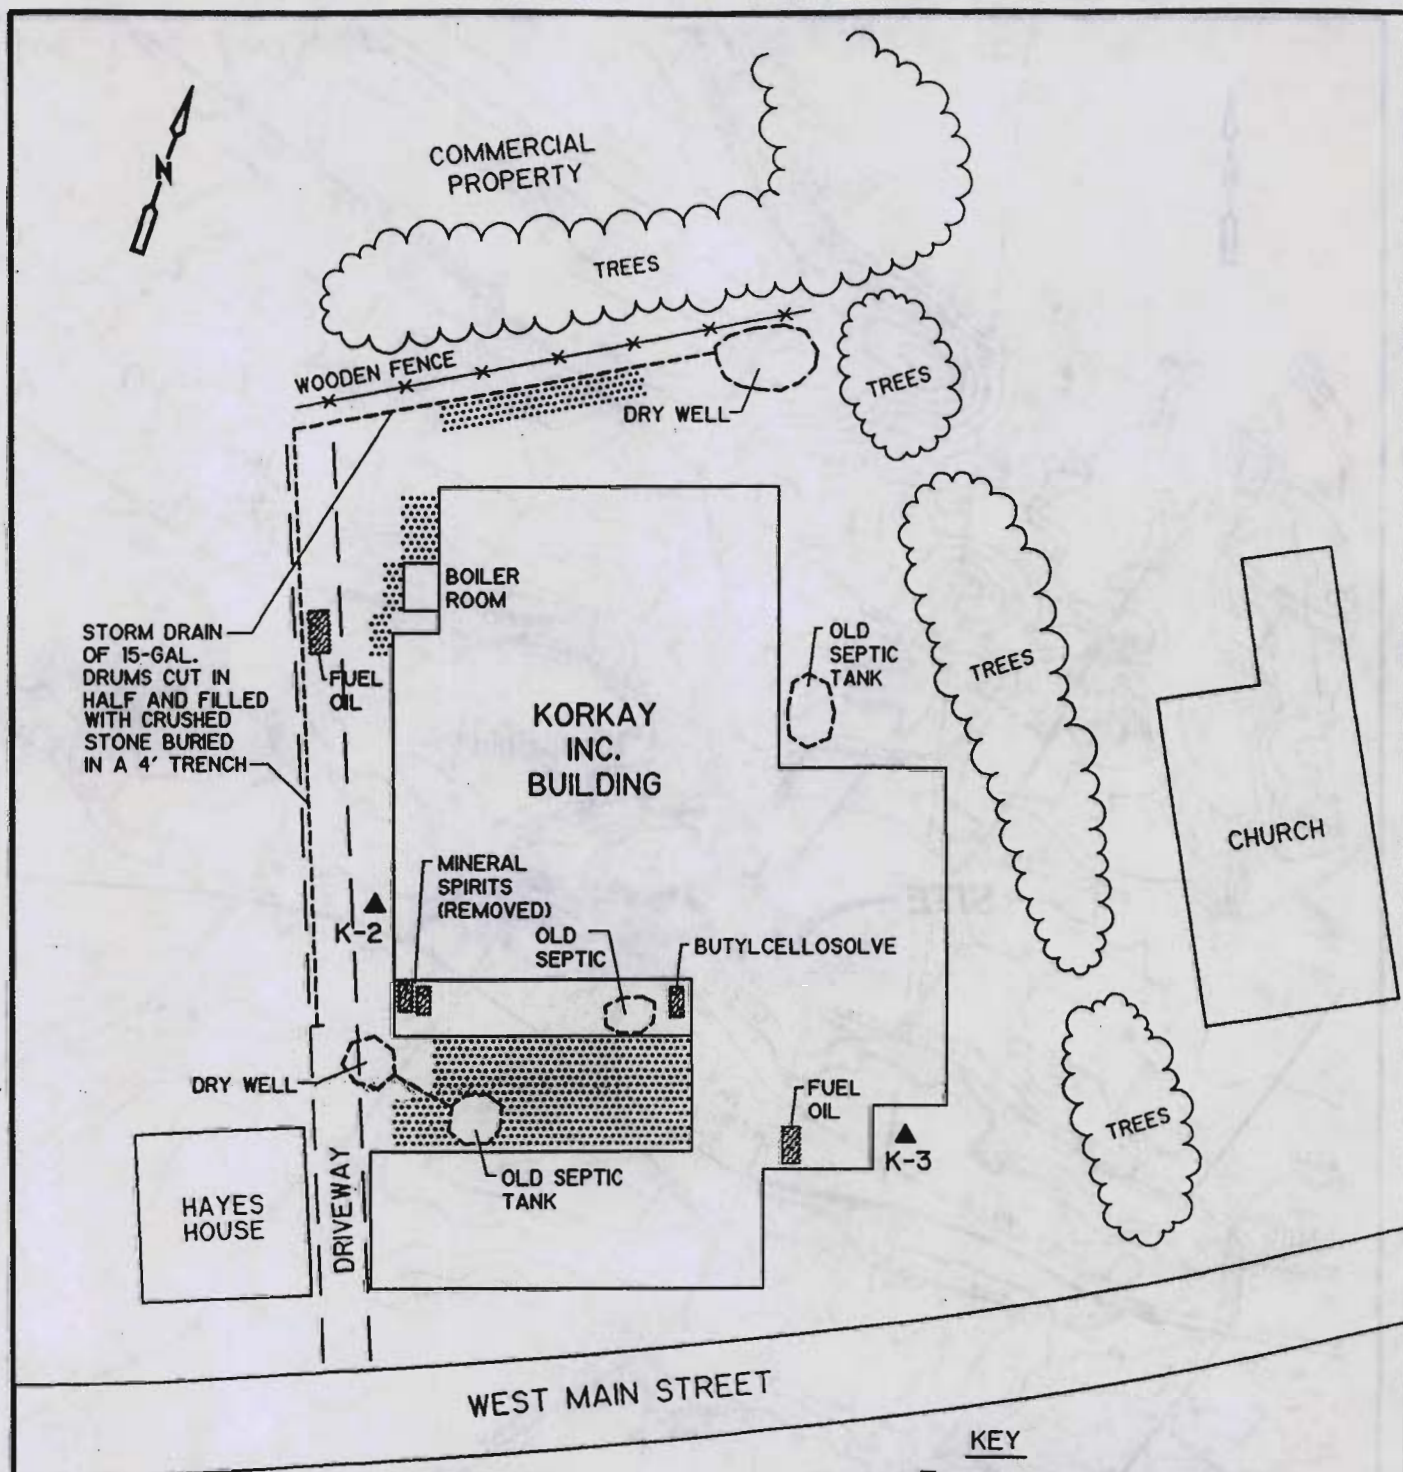 N
COMMERCIAL
PROPERTY
TREES
WOODEN FENCE
TREES
DRY WELL
BOILER
ROOM
STORM DRAIN
OF 15-GAL.
DRUMS CUT IN
HALF AND FILLED
WITH CRUSHED
STONE BURIED
IN A 4' TRENCH
FUEL
OIL
OLD
SEPTIC
TANK
TREES
KORKAY
INC.
BUILDING
CHURCH
MINERAL
SPIRITS
(REMOVED)
K-2
OLD
SEPTIC
BUTYLCELLOSOLVE
DRY WELL
FUEL
OIL
TREES
K-3
OLD SEPTIC
TANK
HAYES
HOUSE
DRIVEWAY
WEST MAIN STREET
KEY